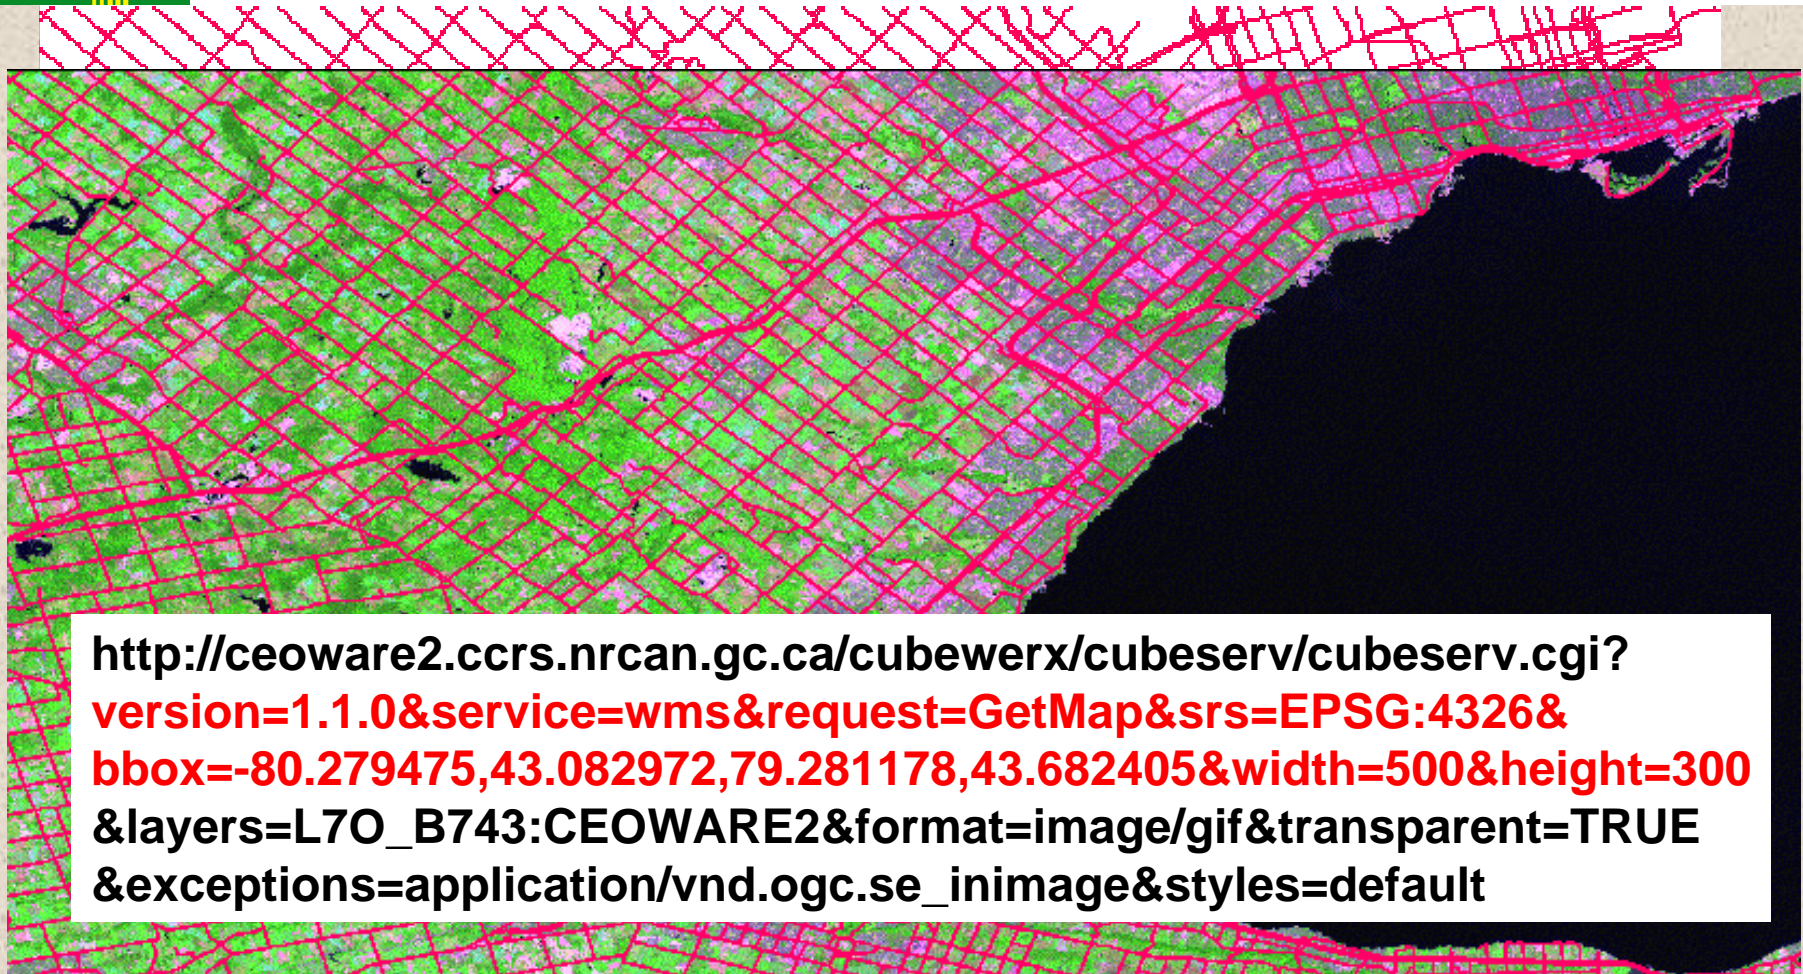 http://ceoware2.ccrs.nrcan.gc.ca/cubewerx/cubeserv/cubeserv.cgi?
version=1.1.0&service=wms&request=GetMap&srs=EPSG:4326&
bbox=-80.279475,43.082972,79.281178,43.682405&width=500&height=300
&layers=L7O_B743:CEOWARE2&format=image/gif&transparent=TRUE
&exceptions=application/vnd.ogc.se_inimage&styles=default